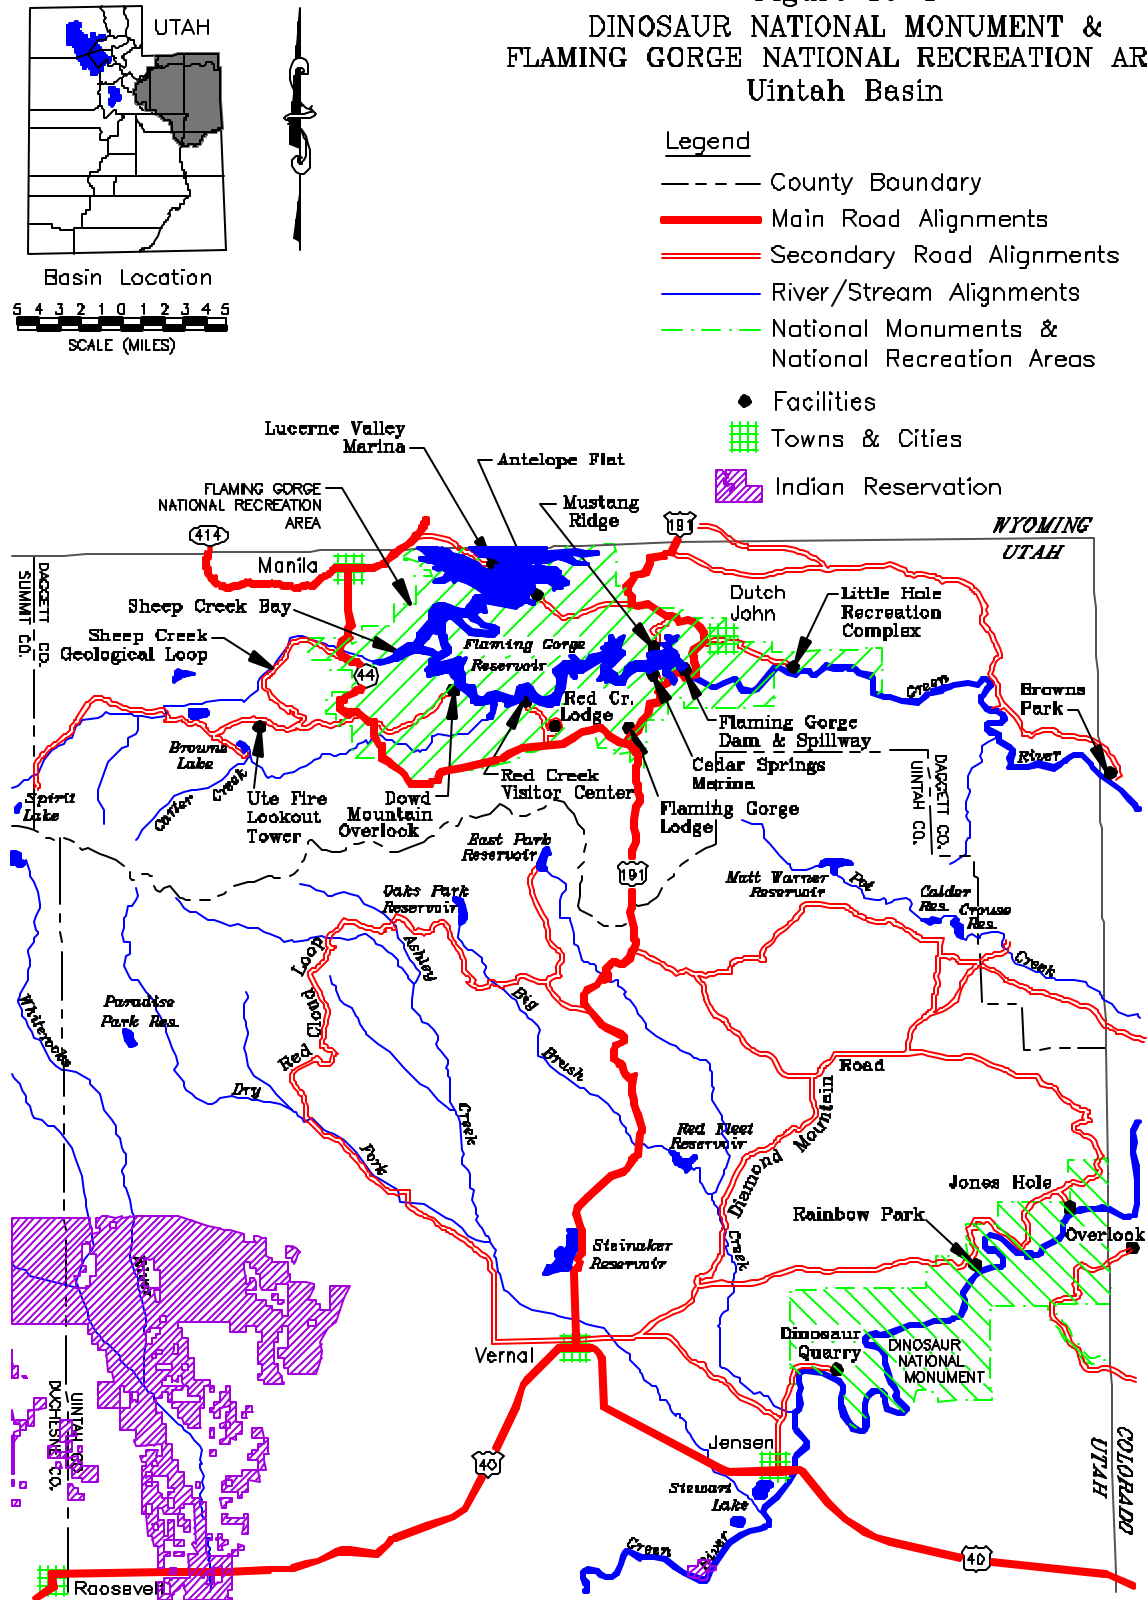 DINOSAUR NATIONAL MONUMENT &
FLAMING GORGE NATIONAL RECREATION AR
Uintah Basin
UTAH
Basin Location
5 4 3 2 1 0 1 2 3 4 5
SCALE (MILES)
Legend
County Boundary
Main Road Alignments
Secondary Road Alignments
River/Stream Alignments
National Monuments &
National Recreation Areas
Facilities
Towns & Cities
Indian Reservation
Lucerne Valley
Marina
Antelope Flat
FLAMING GORGE
NATIONAL RECREATION
AREA
Mustang
Ridge
191
WYOMING
UTAH
414
Manila
DAGGETT CO.
SUMMIT CO.
Sheep Creek Bay
Sheep Creek
Geological Loop
Flaming Gorge
Reservoir
Dutch
John
Little Hole
Recreation
Complex
44
Green
River
Browns
Park
Red Cr.
Lodge
Flaming Gorge
Dam & Spillway
Cedar Springs
Marina
Flaming Gorge
Lodge
Red Creek
Visitor Center
Dowd
Mountain
Overlook
Ute Fire
Lookout
Tower
Browns
Lake
Carter Creek
Spirit
Lake
DAGGETT CO.
UINTAH CO.
East Park
Reservoir
191
Oaks Park
Reservoir
Matt Warner
Reservoir
Pot
Creek
Calder
Res.
Crouse
Res.
Red Cloud Loop
Ashley
Creek
Big
Brush
Creek
Paradise
Park Res.
Whiterocks
River
Dry
Fork
Diamond Mountain
Road
Red Fleet
Reservoir
Jones Hole
Rainbow Park
Overlook
Steinaker
Reservoir
Vernal
Dinosaur
Quarry
DINOSAUR
NATIONAL
MONUMENT
Jensen
Stewart
Lake
Green
River
40
40
UINTAH CO.
DUCHESNE CO.
Roosevelt
COLORADO
UTAH